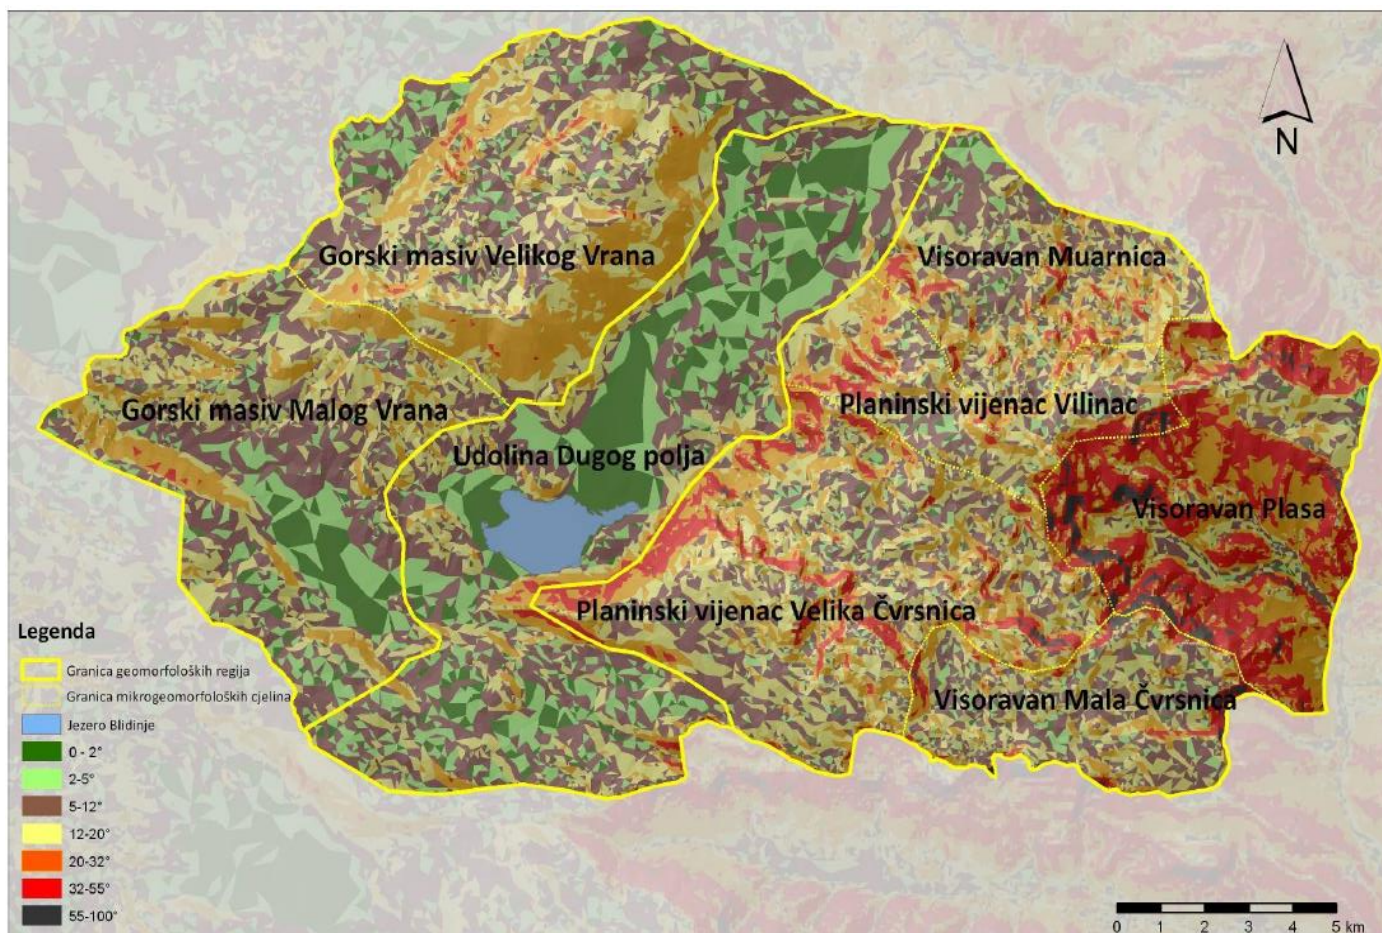 N
Gorski masiv Velikog Vrana
Visoravan Muarnica
Gorski masiv Malog Vrana
Planinski vijenac Vilinac
Udolina Dugog polja
Visoravan Plasa
Planinski vijenac Velika Čvrsnica
Visoravan Mala Čvrsnica
Legenda
Granica geomorfoloških regija
Granica mikrogeomorfoloških cjelina
Jezero Blidinje
0 - 2°
2-5°
5-12°
12-20°
20-32°
32-55°
55-100°
0 1 2 3 4 5 km